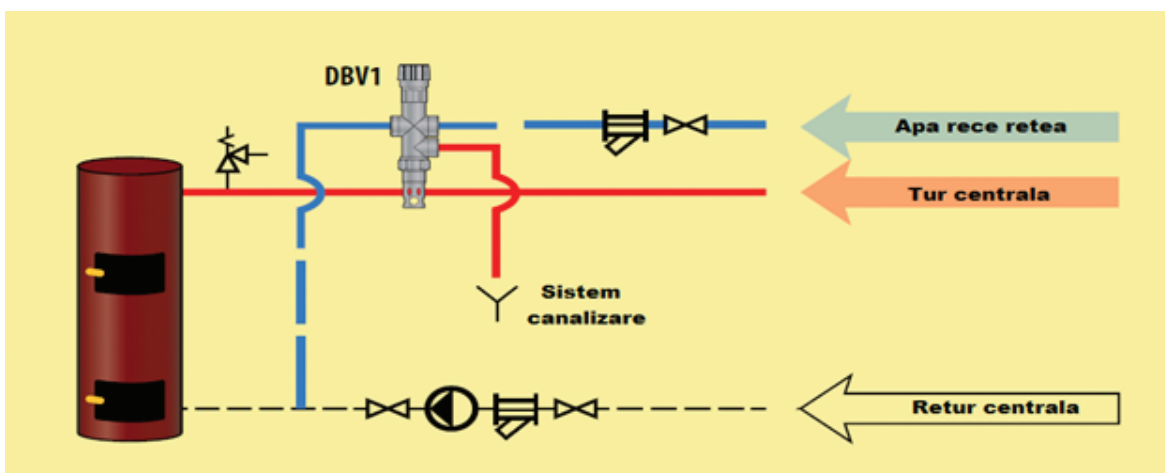 DBV1
Apa rece retea
Tur centrala
Sistem
canalizare
Retur centrala